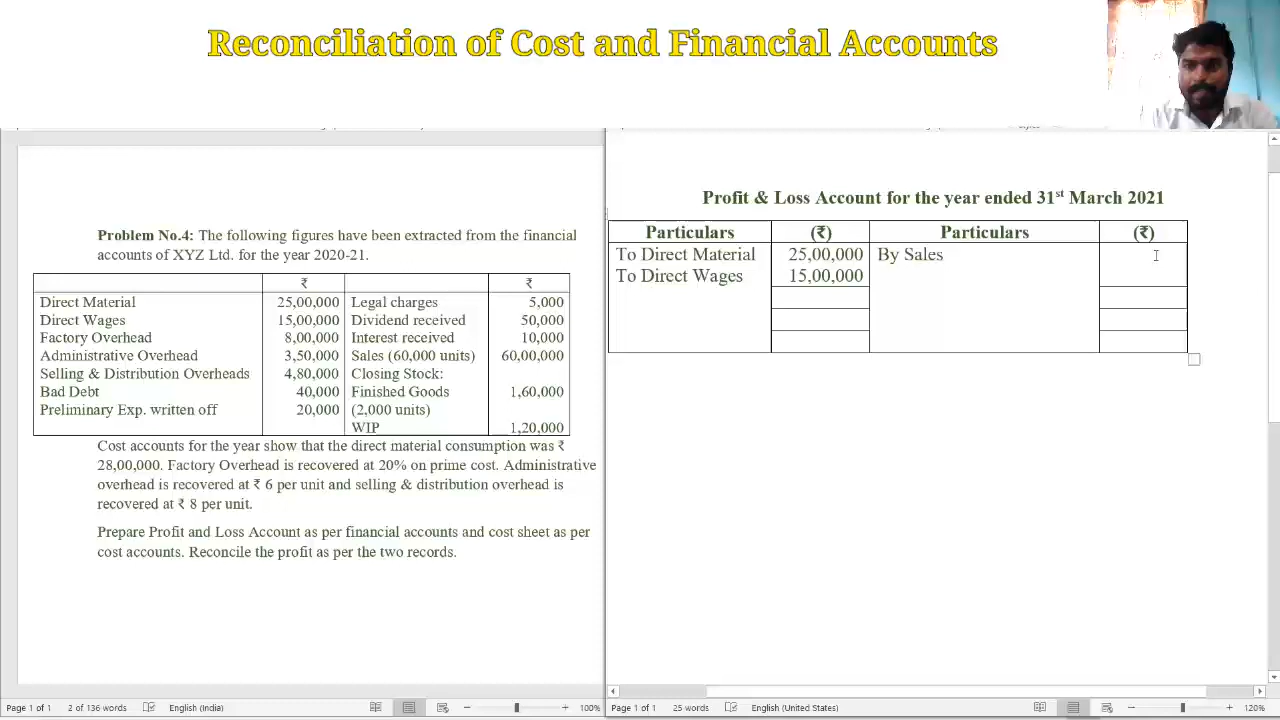 Reconciliation of Cost and Financial Accounts
Problem No.4: The following figures have been extracted from the financial
accounts of XYZ Ltd. for the year 2020-21.
₹ ₹
Direct Material 25,00,000 Legal charges 5,000
Direct Wages 15,00,000 Dividend received 50,000
Factory Overhead 8,00,000 Interest received 10,000
Administrative Overhead 3,50,000 Sales (60,000 units) 60,00,000
Selling & Distribution Overheads 4,80,000 Closing Stock:
Bad Debt 40,000 Finished Goods 1,60,000
Preliminary Exp. written off 20,000 (2,000 units)
WIP 1,20,000
Cost accounts for the year show that the direct material consumption was ₹
28,00,000. Factory Overhead is recovered at 20% on prime cost. Administrative
overhead is recovered at ₹ 6 per unit and selling & distribution overhead is
recovered at ₹ 8 per unit.
Prepare Profit and Loss Account as per financial accounts and cost sheet as per
cost accounts. Reconcile the profit as per the two records.
Page 1 of 1 2 of 136 words English (India) 100%
Profit & Loss Account for the year ended 31st March 2021
Particulars (₹) Particulars (₹)
To Direct Material 25,00,000 By Sales
To Direct Wages 15,00,000
Page 1 of 1 25 words English (United States) 120%